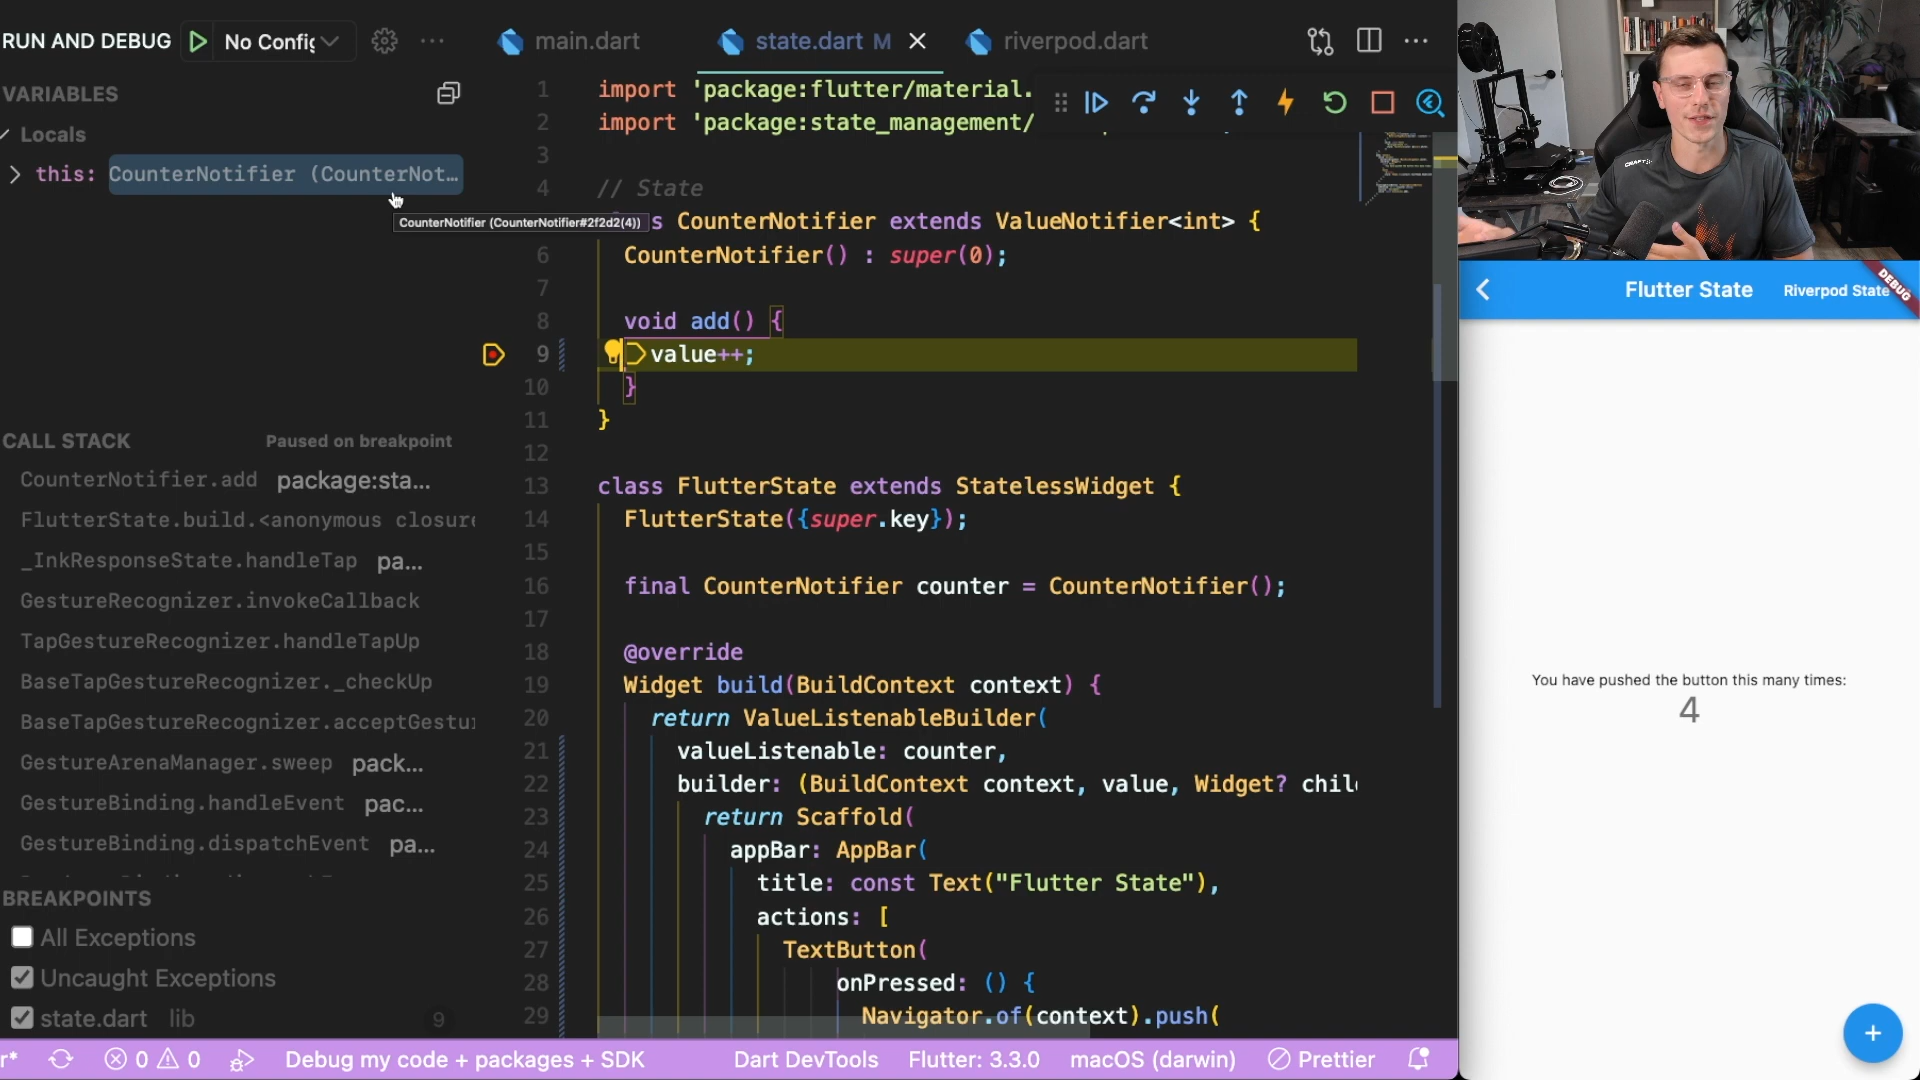 RUN AND DEBUG No Config
main.dart state.dart M riverpod.dart
VARIABLES
Locals
this: CounterNotifier (CounterNot…
CounterNotifier (CounterNotifier#2f2d2(4))
CALL STACK Paused on breakpoint
CounterNotifier.add package:sta...
FlutterState.build.<anonymous closure
_InkResponseState.handleTap pa...
GestureRecognizer.invokeCallback
TapGestureRecognizer.handleTapUp
BaseTapGestureRecognizer._checkUp
BaseTapGestureRecognizer.acceptGestu
GestureArenaManager.sweep pack...
GestureBinding.handleEvent pac...
GestureBinding.dispatchEvent pa...
BREAKPOINTS
All Exceptions
Uncaught Exceptions
state.dart lib 9
1 import 'package:flutter/material.
2 import 'package:state_management/
3
4 // State
s CounterNotifier extends ValueNotifier<int> {
6 CounterNotifier() : super(0);
7
8 void add() {
9 value++;
10 }
11 }
12
13 class FlutterState extends StatelessWidget {
14 FlutterState({super.key});
15
16 final CounterNotifier counter = CounterNotifier();
17
18 @override
19 Widget build(BuildContext context) {
20 return ValueListenableBuilder(
21 valueListenable: counter,
22 builder: (BuildContext context, value, Widget? chil
23 return Scaffold(
24 appBar: AppBar(
25 title: const Text("Flutter State"),
26 actions: [
27 TextButton(
28 onPressed: () {
29 Navigator.of(context).push(
r* 0 0 Debug my code + packages + SDK Dart DevTools Flutter: 3.3.0 macOS (darwin) Prettier
CRAFT
Flutter State Riverpod State
DEBUG
You have pushed the button this many times:
4
+